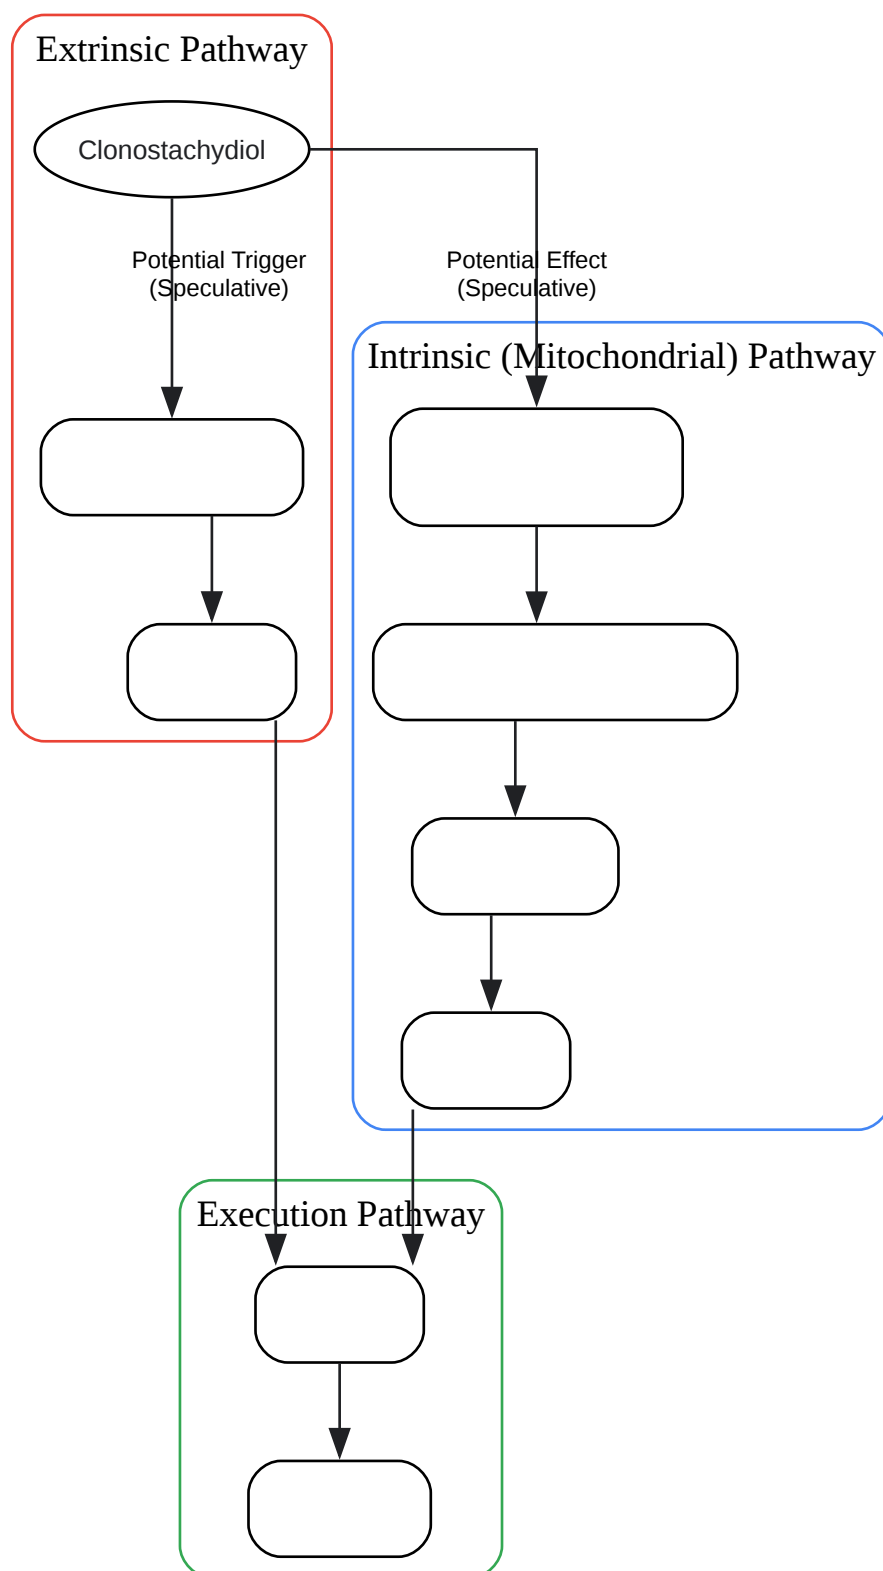 Extrinsic Pathway
Clonostachydiol
Potential Trigger
(Speculative)
Potential Effect
(Speculative)
Intrinsic (Mitochondrial) Pathway
Execution Pathway